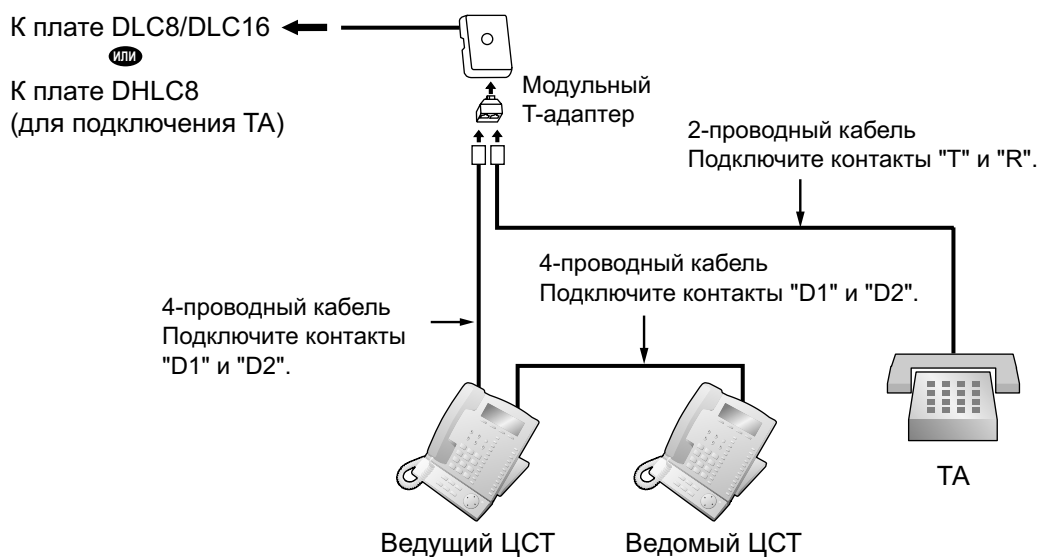 К плате DLC8/DLC16
или
К плате DHLC8
(для подключения ТА)
Модульный
Т-адаптер
2-проводный кабель
Подключите контакты "T" и "R".
4-проводный кабель
Подключите контакты "D1" и "D2".
4-проводный кабель
Подключите контакты
"D1" и "D2".
ТА
Ведущий ЦСТ
Ведомый ЦСТ